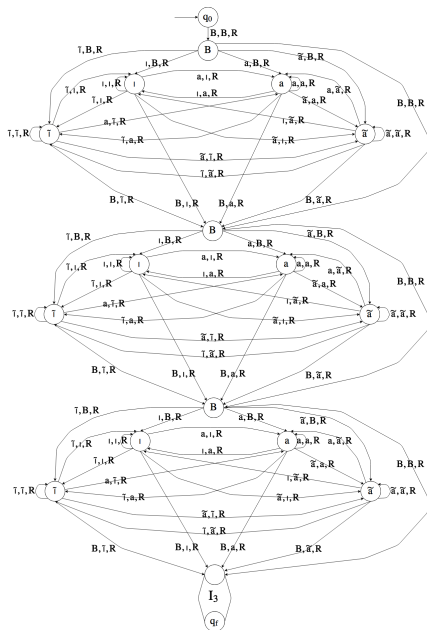 q₀
B,B,R
B
ī,B,R
ı,B,R
a,B,R
ã,B,R
B,B,R
ı,ı,R
a,ı,R
a,a,R
a,ã,R
ī,ı,R
ı
a
ı,a,R
ī,ı,R
ã,a,R
ī,ī,R
ī
a,ī,R
ı,ã,R
ã
ã,ã,R
ī,a,R
ã,ı,R
ã,ī,R
ī,ã,R
B,ī,R
B,ı,R
B,a,R
B,ã,R
B
ī,B,R
ı,B,R
a,B,R
ã,B,R
B,B,R
a,ı,R
ī,ı,R
ı,ı,R
ı
a
a,a,R
a,ã,R
ı,a,R
ī,ı,R
ã,a,R
ī,ī,R
ī
a,ī,R
ı,ã,R
ã
ã,ã,R
ī,a,R
ã,ı,R
ã,ī,R
ī,ã,R
B,ī,R
B,ı,R
B,a,R
B,ã,R
B
ī,B,R
ı,B,R
a,B,R
ã,B,R
B,B,R
ī,ı,R
ı,ı,R
ı
a,ı,R
a
a,a,R
a,ã,R
ı,a,R
ī,ı,R
ã,a,R
ī,ī,R
ī
a,ī,R
ı,ã,R
ã
ã,ã,R
ī,a,R
ã,ı,R
ã,ī,R
ī,ã,R
B,ī,R
B,ı,R
B,a,R
B,ã,R
I₃
q_f